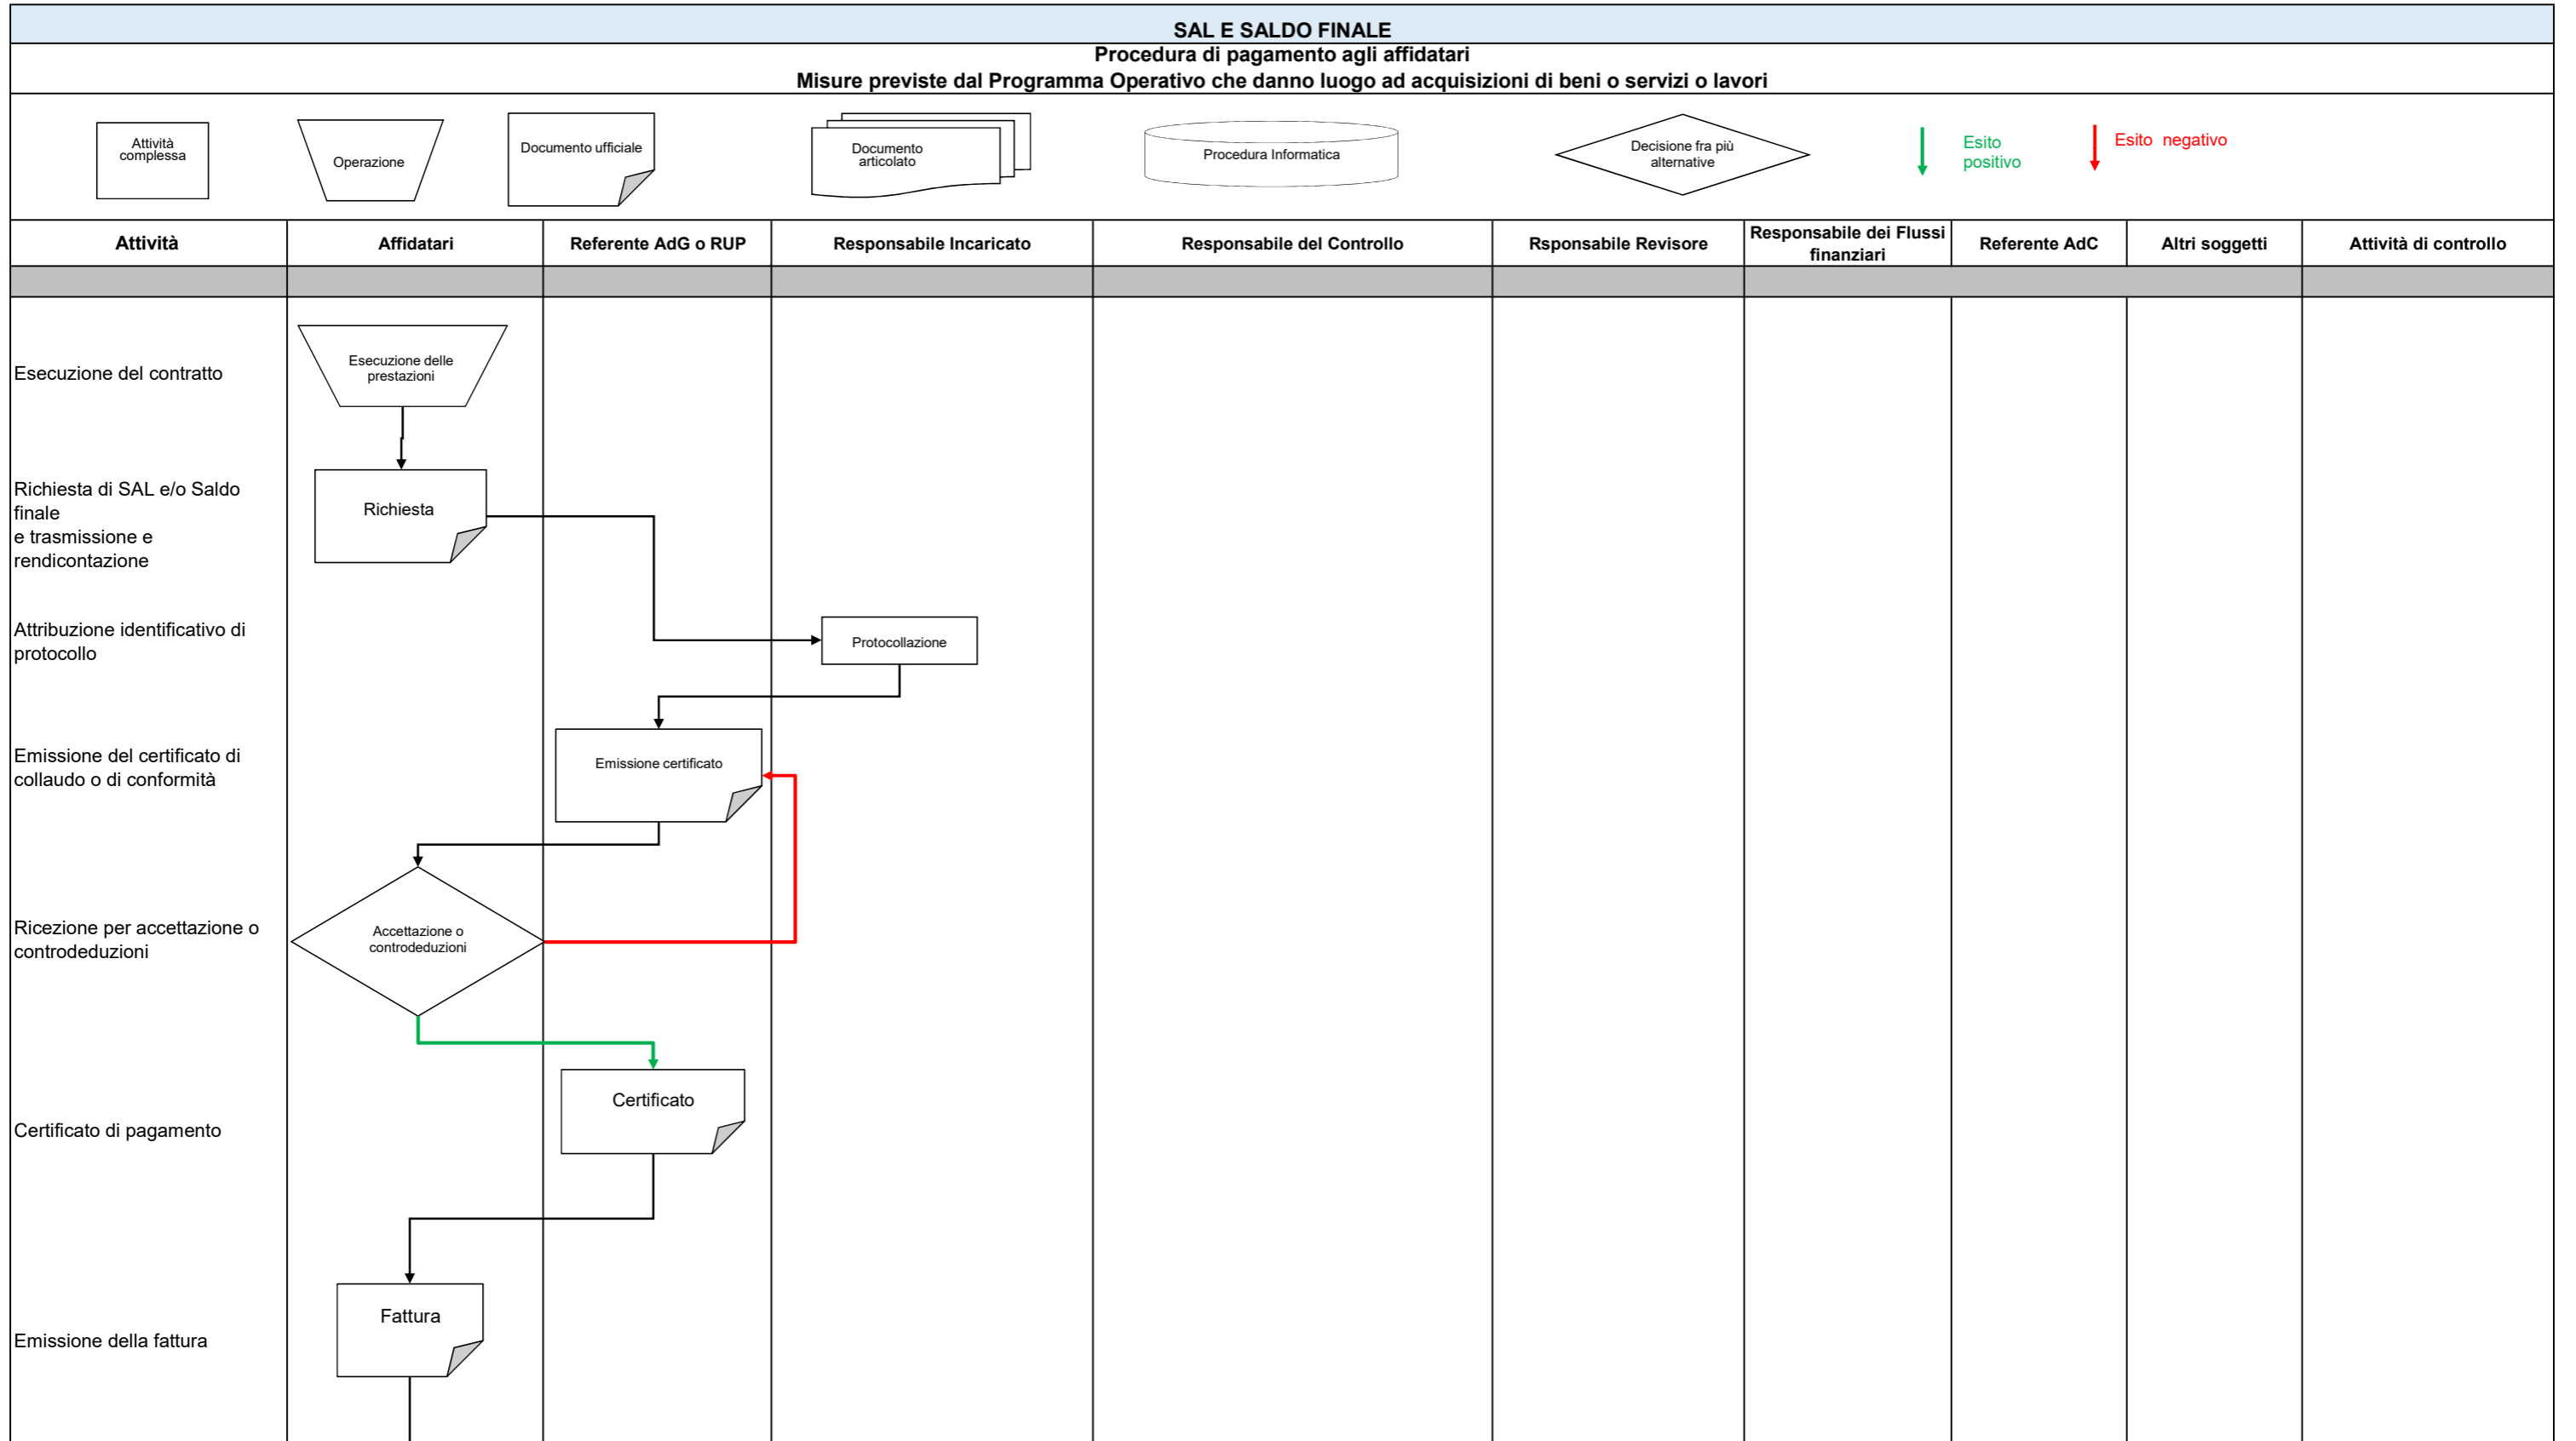 SAL E SALDO FINALE
Procedura di pagamento agli affidatari
Misure previste dal Programma Operativo che danno luogo ad acquisizioni di beni o servizi o lavori
Attività
complessa
Operazione
Documento ufficiale
Documento
articolato
Procedura Informatica
Decisione fra più
alternative
Esito
positivo
Esito negativo
Attività
Affidatari
Referente AdG o RUP
Responsabile Incaricato
Responsabile del Controllo
Rsponsabile Revisore
Responsabile dei Flussi
finanziari
Referente AdC
Altri soggetti
Attività di controllo
Esecuzione del contratto
Esecuzione delle
prestazioni
Richiesta di SAL e/o Saldo
finale
e trasmissione e
rendicontazione
Richiesta
Attribuzione identificativo di
protocollo
Protocollazione
Emissione del certificato di
collaudo o di conformità
Emissione certificato
Ricezione per accettazione o
controdeduzioni
Accettazione o
controdeduzioni
Certificato di pagamento
Certificato
Emissione della fattura
Fattura